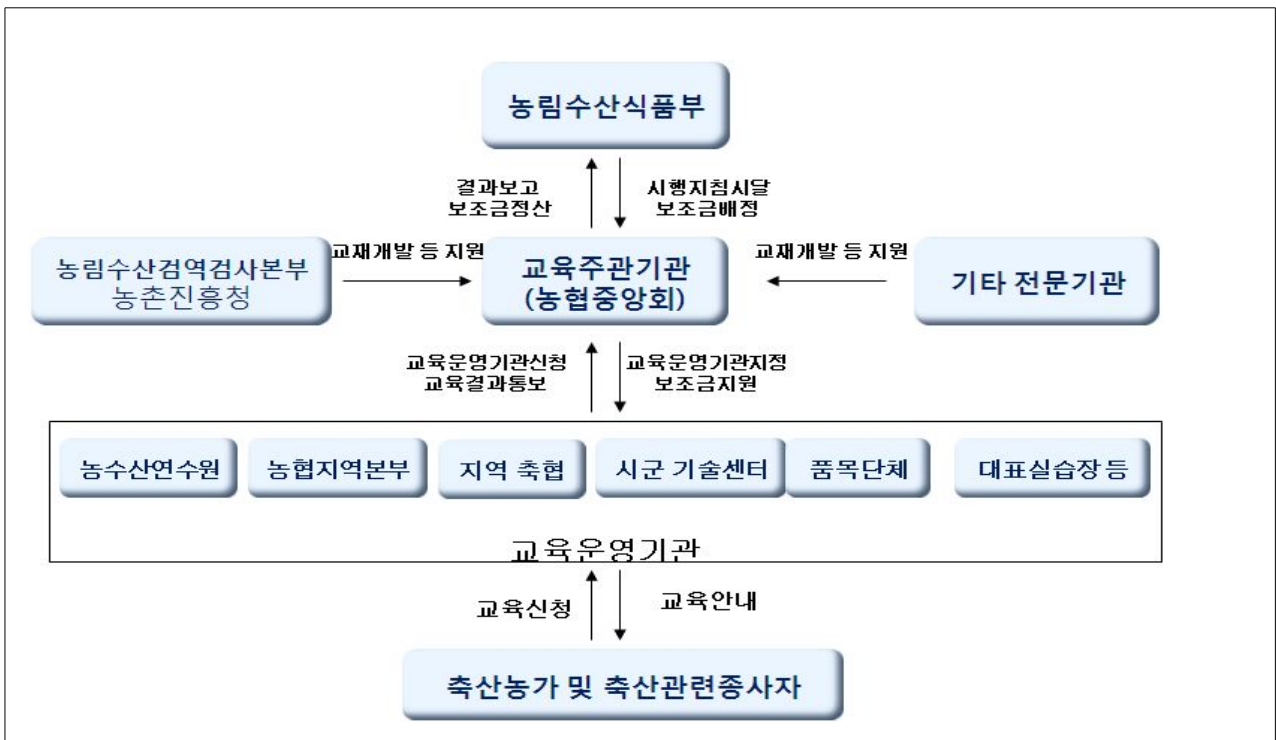 농림수산식품부
결과보고
보조금정산
시행지침시달
보조금배정
농림수산검역검사본부
농촌진흥청
교재개발 등 지원
교육주관기관
(농협중앙회)
교재개발 등 지원
기타 전문기관
교육운영기관신청
교육결과통보
교육운영기관지정
보조금지원
농수산연수원
농협지역본부
지역 축협
시군 기술센터
품목단체
대표실습장 등
교육운영기관
교육신청
교육안내
축산농가 및 축산관련종사자